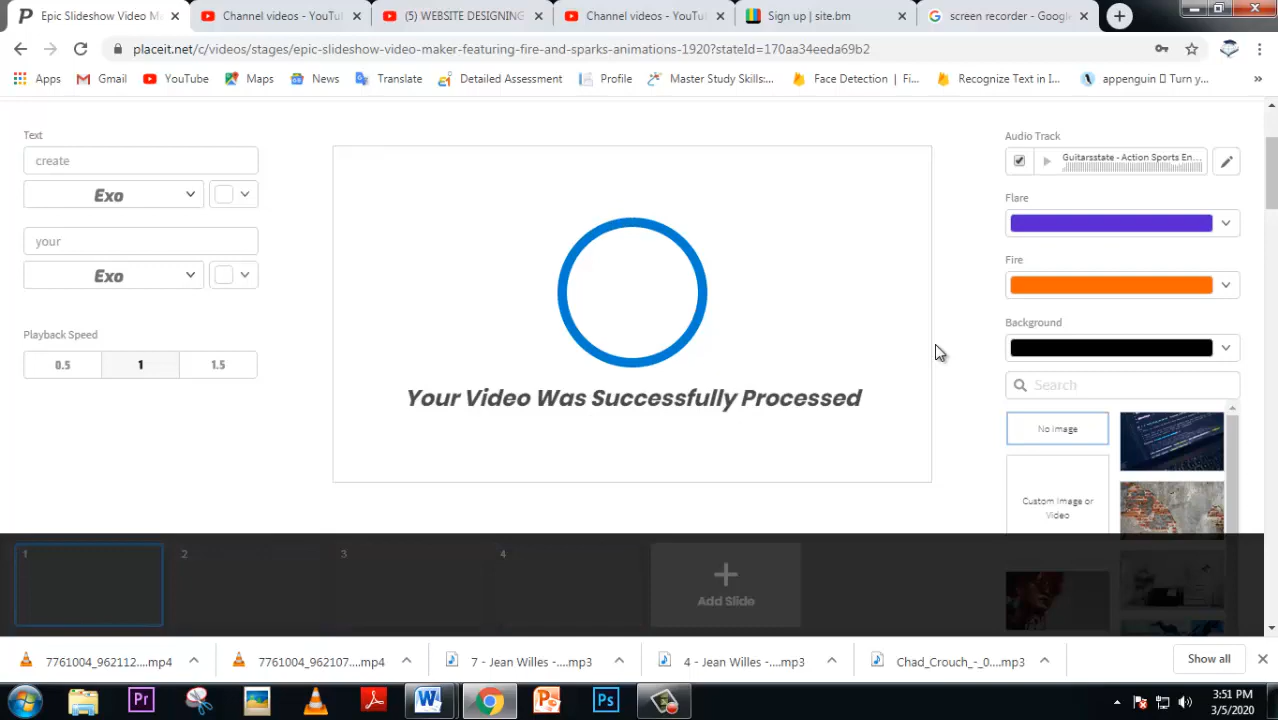 Epic Slideshow Video M
Channel videos - YouTu
(5) WEBSITE DESIGNING
Channel videos - YouTu
Sign up | site.bm
screen recorder - Googl
placeit.net/c/videos/stages/epic-slideshow-video-maker-featuring-fire-and-sparks-animations-1920?stateId=170aa34eeda69b2
Apps
Gmail
YouTube
Maps
News
Translate
Detailed Assessment
Profile
Master Study Skills:...
Face Detection | Fi...
Recognize Text in I...
appenguin ▯ Turn y...
»
Text
create
Exo
your
Exo
Playback Speed
0.5 1 1.5
Your Video Was Successfully Processed
Audio Track
Guitarsstate - Action Sports En...
Flare
Fire
Background
Search
No Image
Custom Image or
Video
1
2
3
4
Add Slide
7761004_962112....mp4
7761004_962107....mp4
7 - Jean Willes -....mp3
4 - Jean Willes -....mp3
Chad_Crouch_-_0....mp3
Show all
Pr
W
P
Ps
3:51 PM
3/5/2020